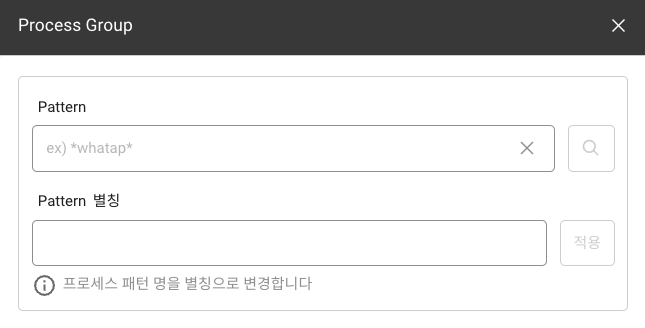 Process Group
Pattern
ex) *whatap*
Pattern 별칭
적용
프로세스 패턴 명을 별칭으로 변경합니다